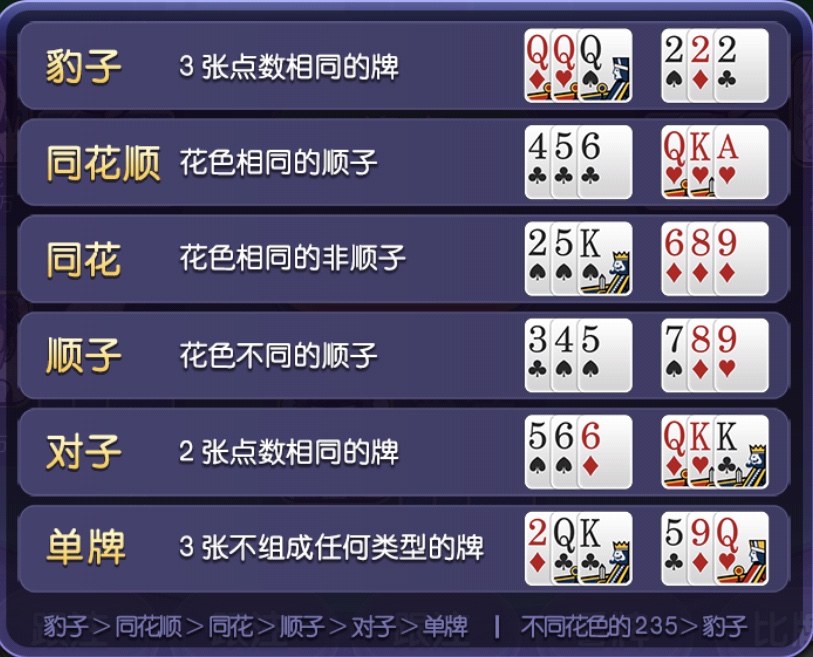 豹子 3 张点数相同的牌 Q Q Q 2 2 2
同花顺 花色相同的顺子 4 5 6 Q K A
同花 花色相同的非顺子 2 5 K 6 8 9
顺子 花色不同的顺子 3 4 5 7 8 9
对子 2 张点数相同的牌 5 6 6 Q K K
单牌 3 张不组成任何类型的牌 2 Q K 5 9 Q
豹子 > 同花顺 > 同花 > 顺子 > 对子 > 单牌 | 不同花色的 2 3 5 > 豹子